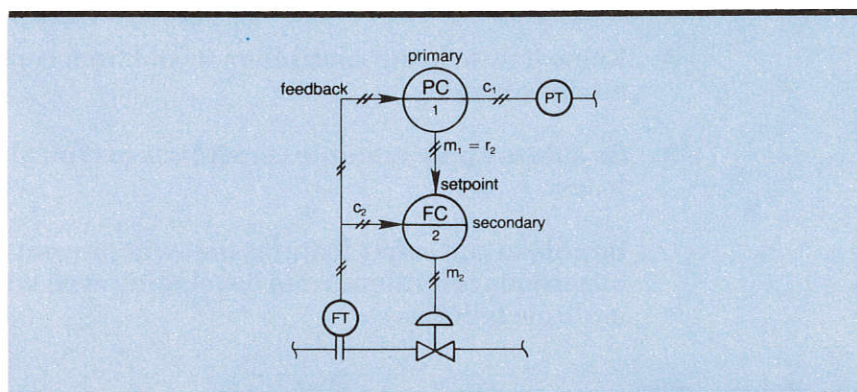 primary
feedback
PC
1
c₁
PT
m₁ = r₂
setpoint
c₂
FC
2
secondary
m₂
FT